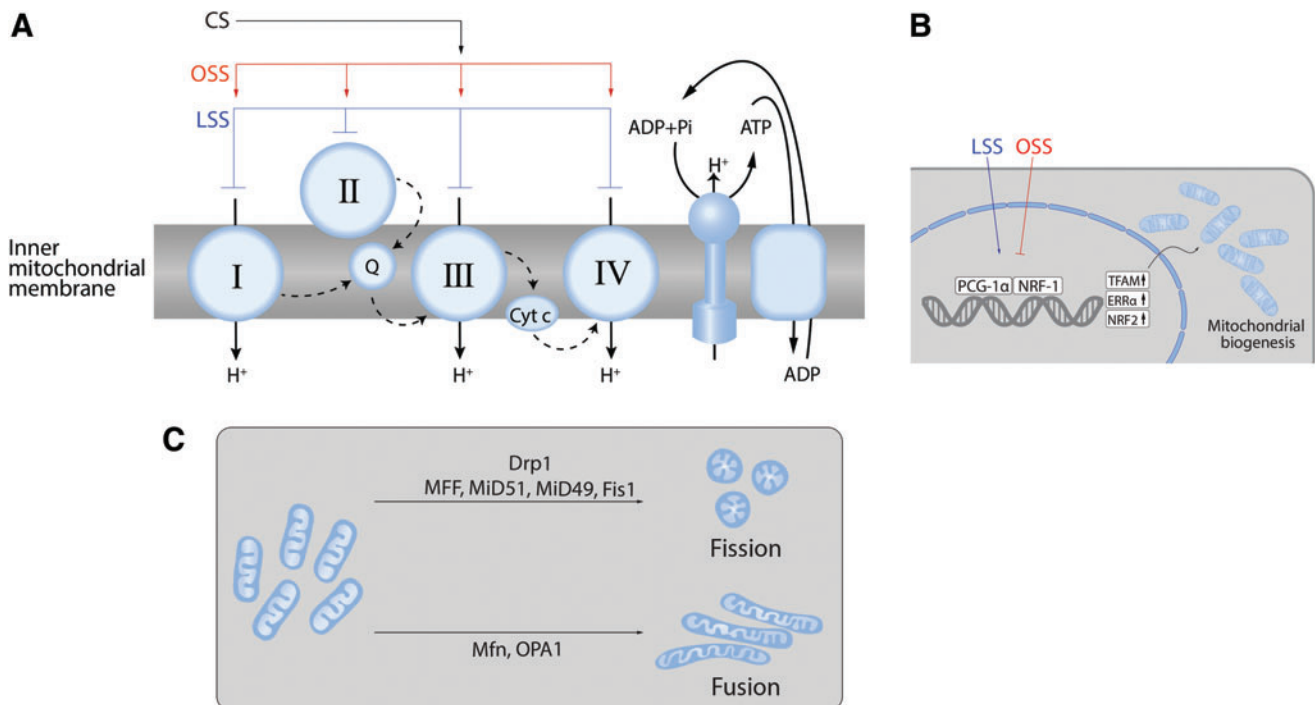 A
CS
OSS
LSS
ADP+Pi
ATP
H⁺
II
Inner
mitochondrial
membrane
I
Q
III
IV
Cyt c
H⁺
H⁺
H⁺
ADP
B
LSS OSS
PCG-1α NRF-1
TFAM
ERRα
NRF2
Mitochondrial
biogenesis
C
Drp1
MFF, MiD51, MiD49, Fis1
Fission
Mfn, OPA1
Fusion